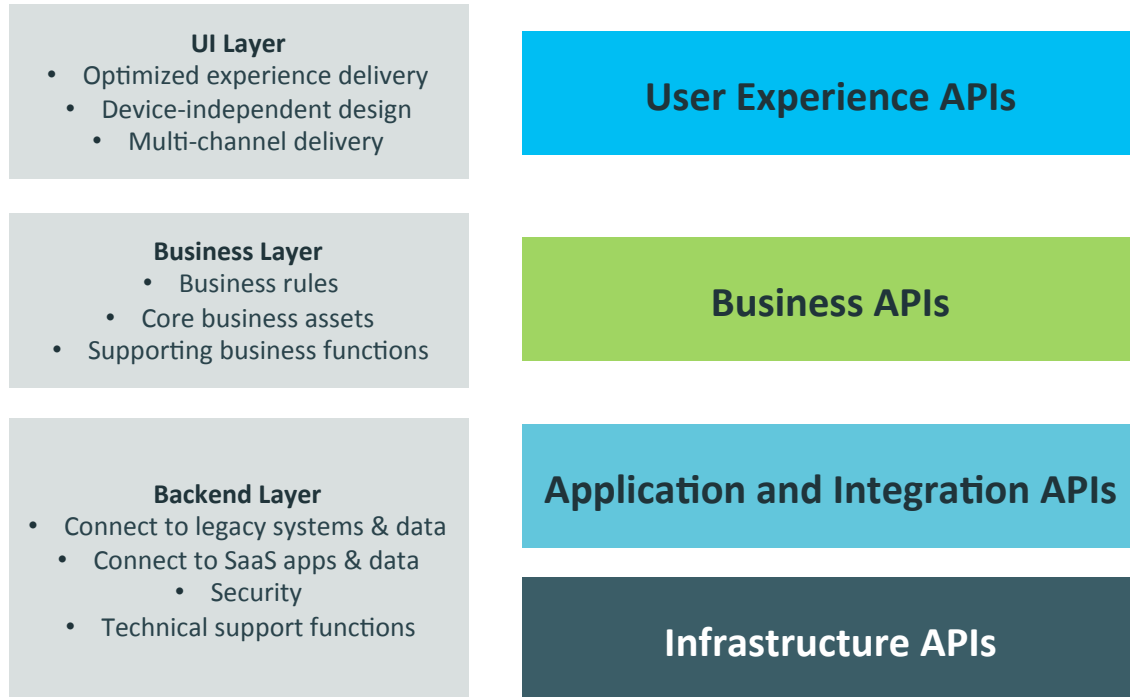 UI Layer
• Optimized experience delivery
• Device-independent design
• Multi-channel delivery
User Experience APIs
Business Layer
• Business rules
• Core business assets
• Supporting business functions
Business APIs
Backend Layer
• Connect to legacy systems & data
• Connect to SaaS apps & data
• Security
• Technical support functions
Application and Integration APIs
Infrastructure APIs